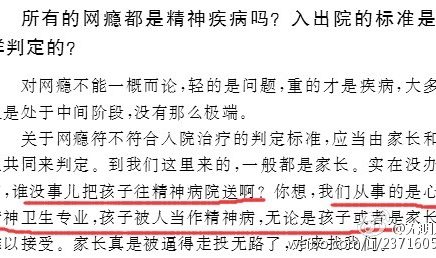 所有的网瘾都是精神疾病吗？入出院的标准是
样判定的？
对网瘾不能一概而论，轻的是问题，重的才是疾病，大多
是处于中间阶段，没有那么极端。
关于网瘾符不符合入院治疗的判定标准，应当由家长和
共同来判定。到我们这里来的，一般都是家长。实在没办
，谁没事儿把孩子往精神病院送啊？你想，我们从事的是心
神卫生专业，孩子被人当作精神病，无论是孩子或者是家长
难以接受。家长真是被逼得走投无路了，才来找我们